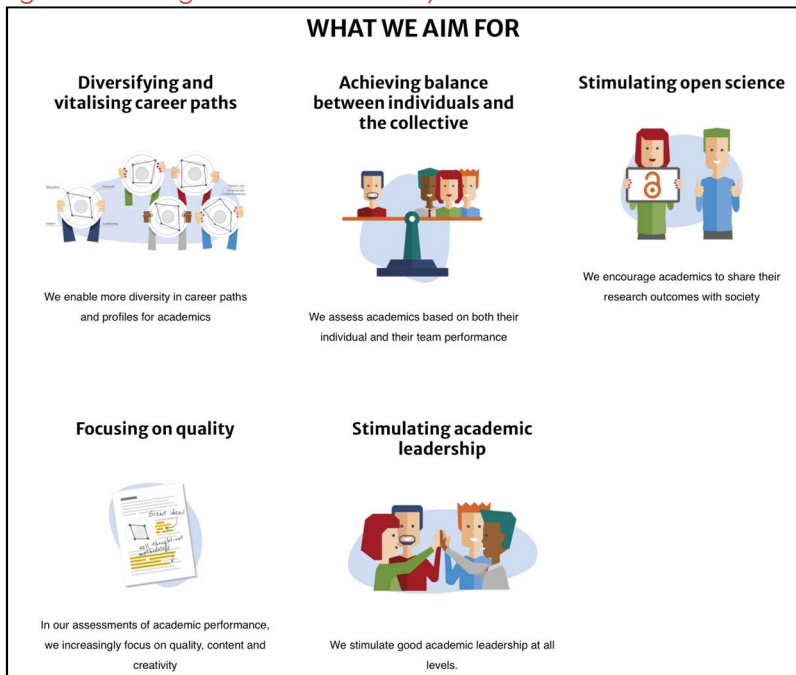 WHAT WE AIM FOR
Diversifying and
vitalising career paths
We enable more diversity in career paths
and profiles for academics
Achieving balance
between individuals and
the collective
We assess academics based on both their
individual and their team performance
Stimulating open science
We encourage academics to share their
research outcomes with society
Focusing on quality
Great idea!
well thought-out
methodology
In our assessments of academic performance,
we increasingly focus on quality, content and
creativity
Stimulating academic
leadership
We stimulate good academic leadership at all
levels.